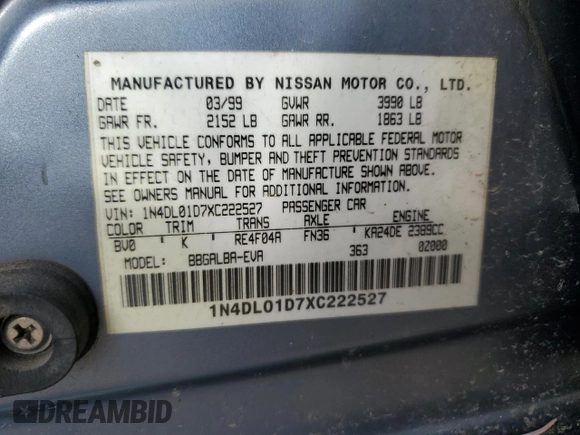 MANUFACTURED BY NISSAN MOTOR CO., LTD.
DATE 03/99 GVWR 3990 LB
GAWR FR. 2152 LB GAWR RR. 1863 LB
THIS VEHICLE CONFORMS TO ALL APPLICABLE FEDERAL MOTOR
VEHICLE SAFETY, BUMPER AND THEFT PREVENTION STANDARDS
IN EFFECT ON THE DATE OF MANUFACTURE SHOWN ABOVE.
SEE OWNERS MANUAL FOR ADDITIONAL INFORMATION.
VIN: 1N4DL01D7XC222527 PASSENGER CAR
COLOR TRIM TRANS AXLE ENGINE
BV0 K RE4F04A FN36 KA24DE 2389CC
MODEL: BBGALBA-EVA 363 02000
1N4DL01D7XC222527
DREAMBID